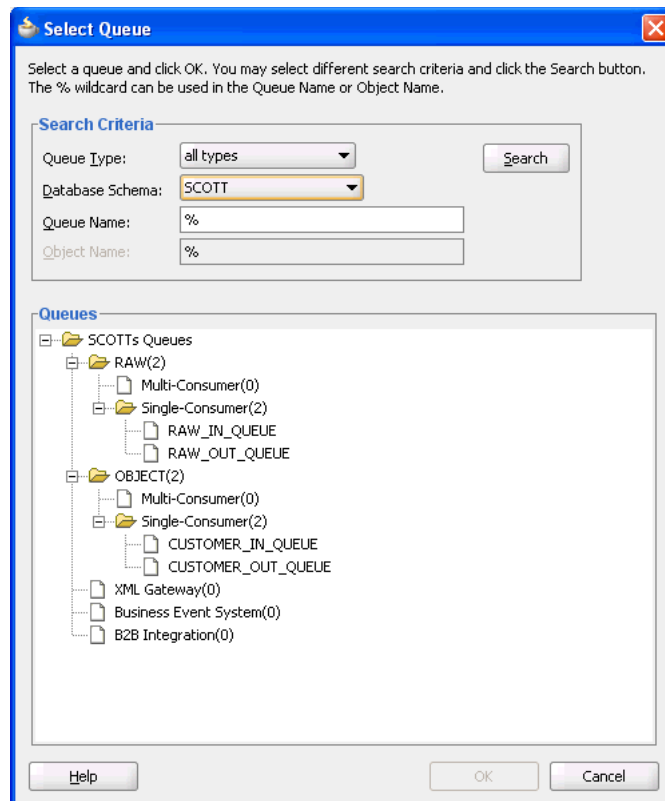 Select Queue
Select a queue and click OK. You may select different search criteria and click the Search button.
The % wildcard can be used in the Queue Name or Object Name.
Search Criteria
Queue Type: all types Search
Database Schema: SCOTT
Queue Name: %
Object Name: %
Queues
SCOTTs Queues
RAW(2)
Multi-Consumer(0)
Single-Consumer(2)
RAW_IN_QUEUE
RAW_OUT_QUEUE
OBJECT(2)
Multi-Consumer(0)
Single-Consumer(2)
CUSTOMER_IN_QUEUE
CUSTOMER_OUT_QUEUE
XML Gateway(0)
Business Event System(0)
B2B Integration(0)
Help OK Cancel